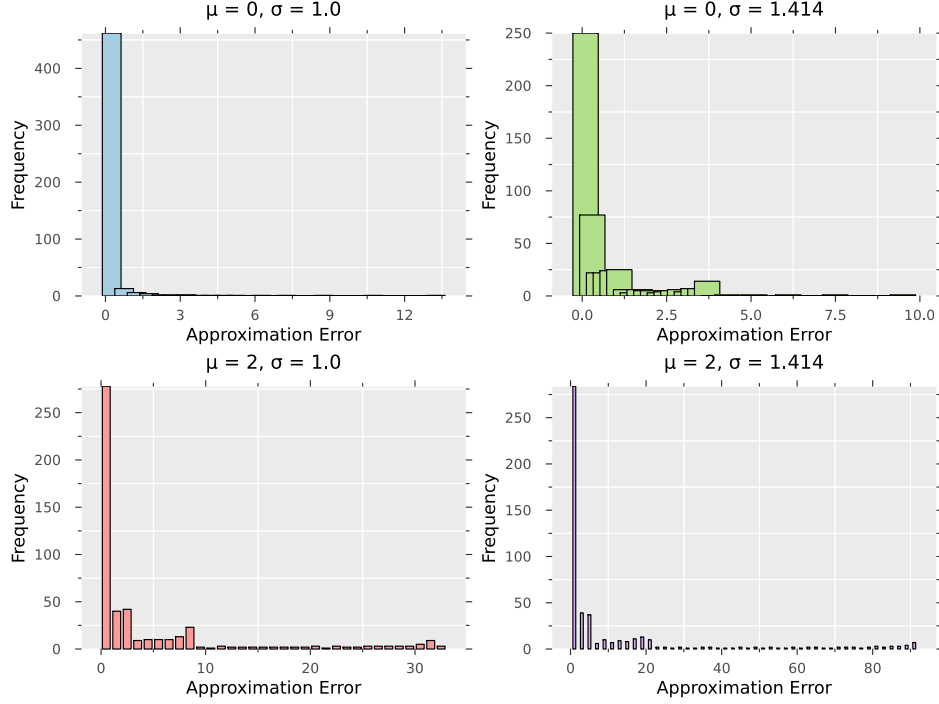 μ = 0, σ = 1.0
Frequency
400
300
200
100
0
0 3 6 9 12
Approximation Error
μ = 0, σ = 1.414
Frequency
250
200
150
100
50
0
0.0 2.5 5.0 7.5 10.0
Approximation Error
μ = 2, σ = 1.0
Frequency
250
200
150
100
50
0
0 10 20 30
Approximation Error
μ = 2, σ = 1.414
Frequency
250
200
150
100
50
0
0 20 40 60 80
Approximation Error